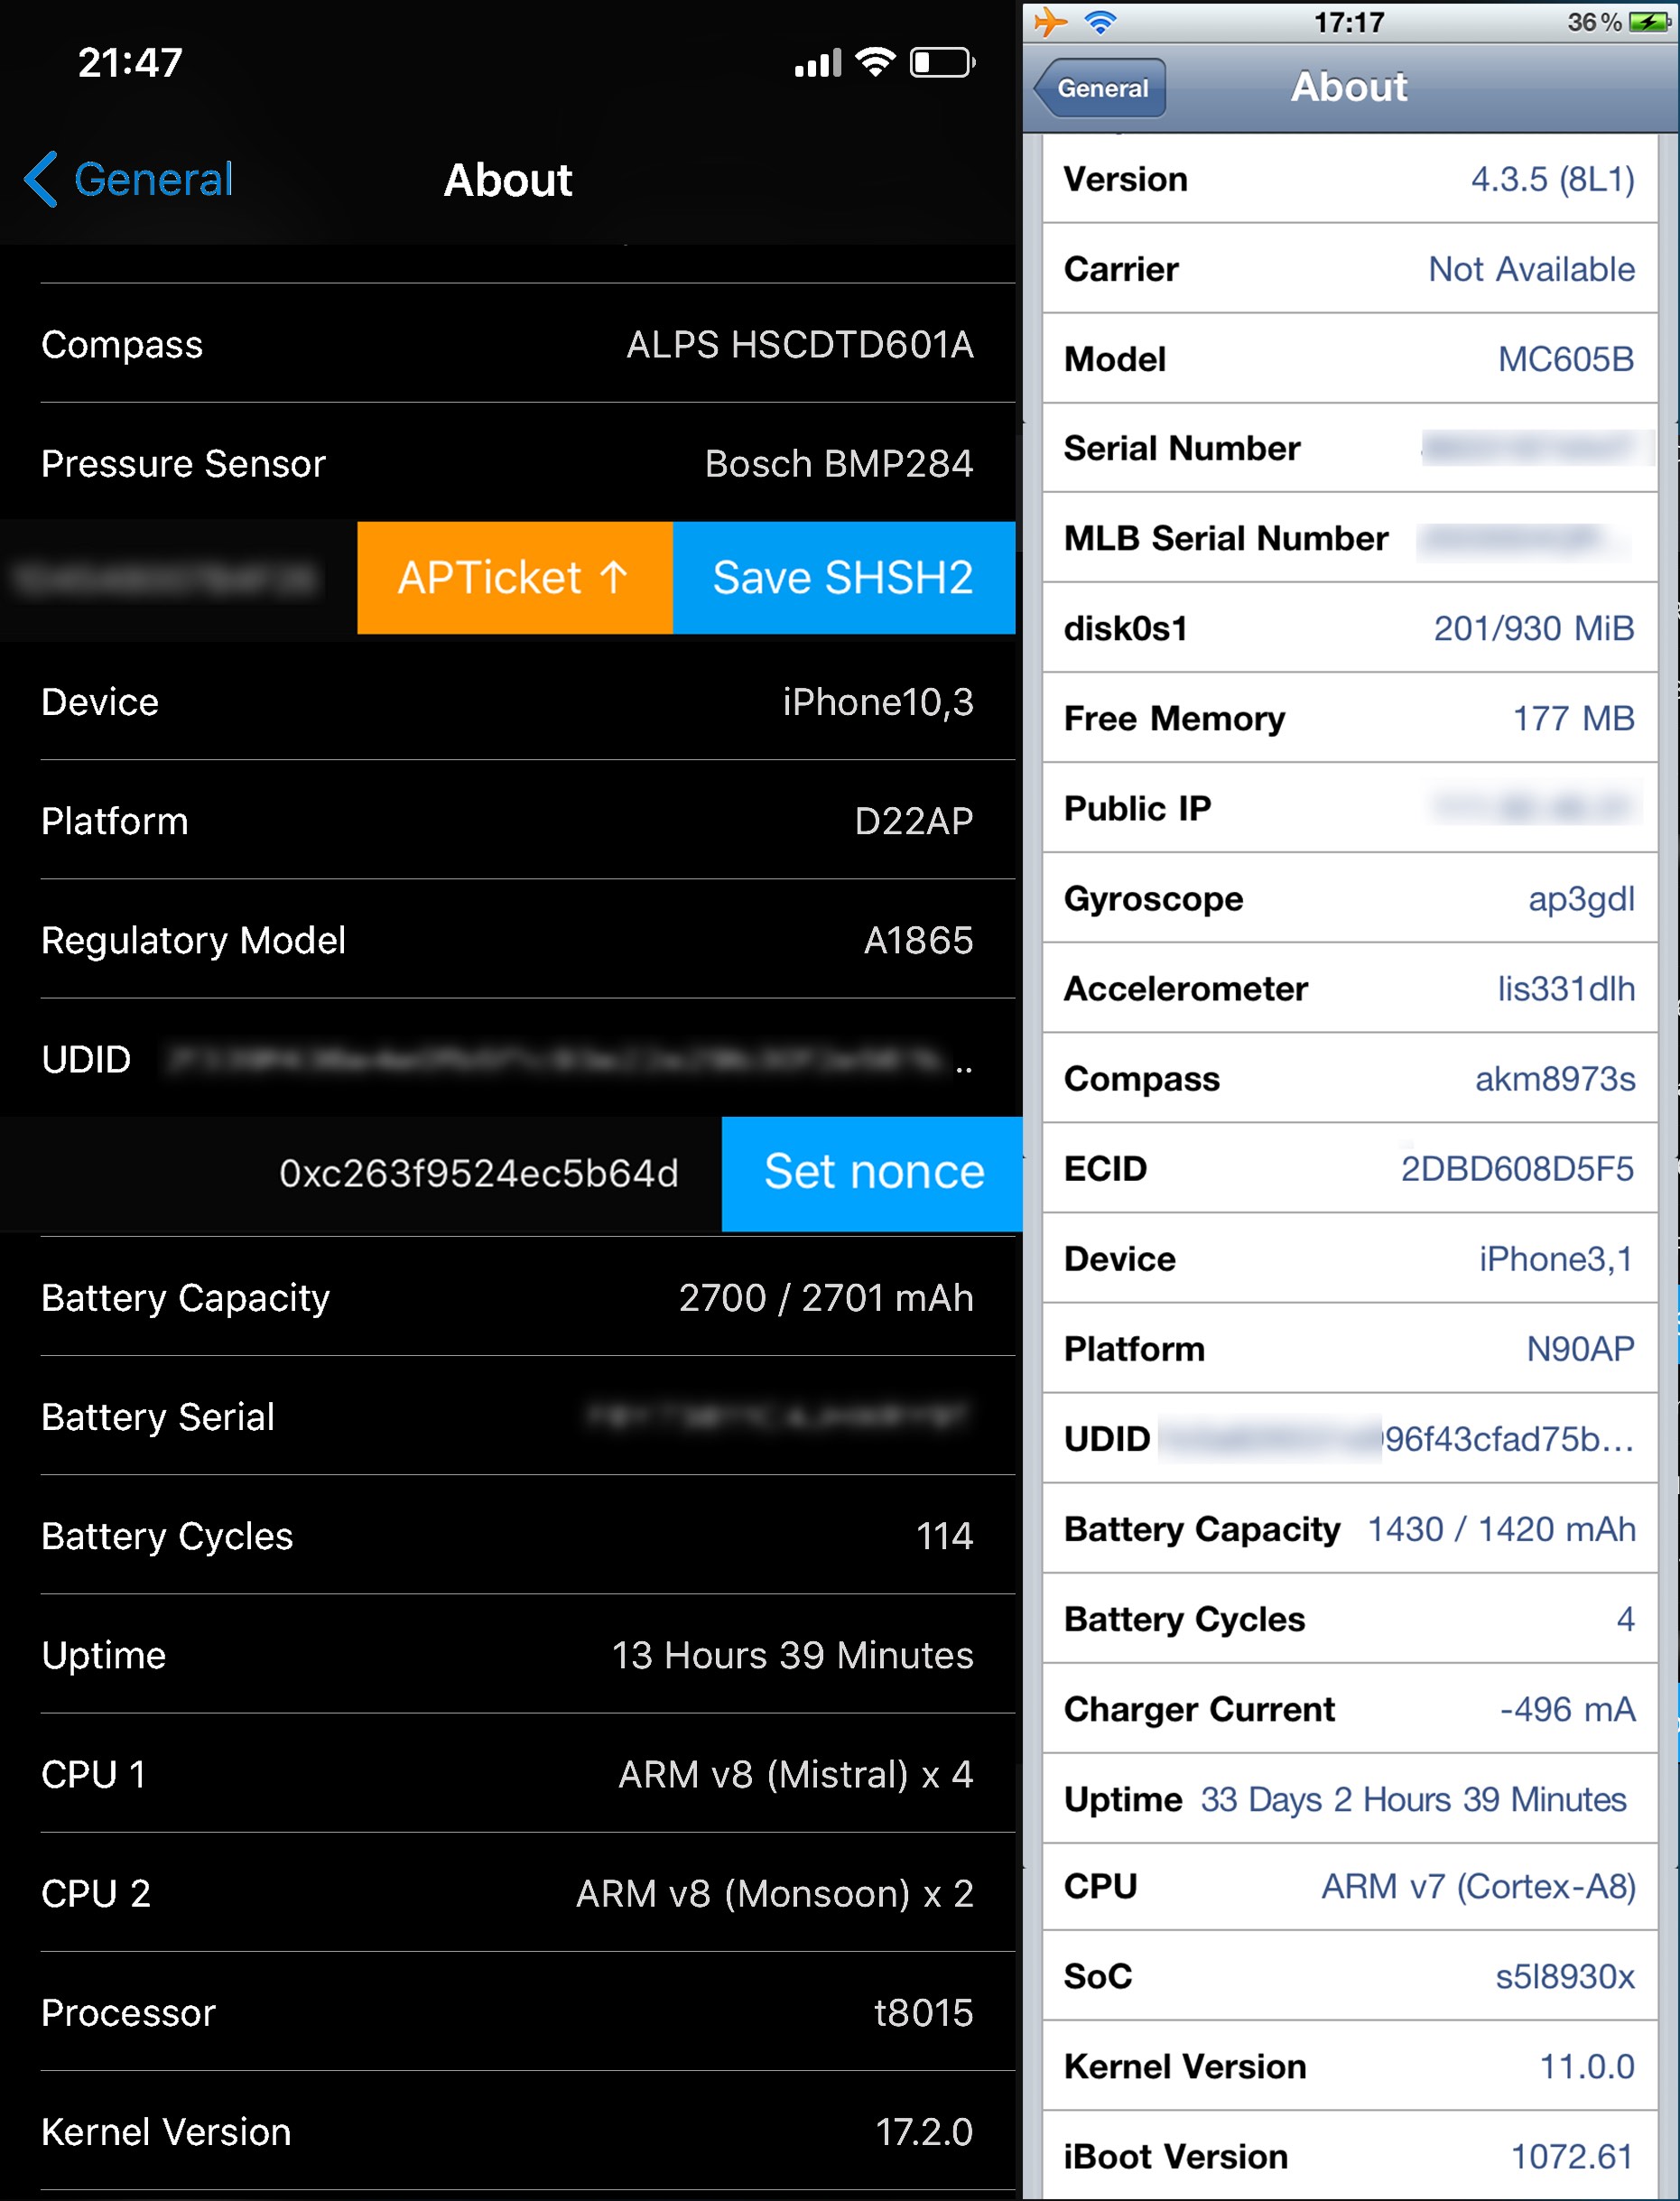 21:47
General
About
Compass ALPS HSCDTD601A
Pressure Sensor Bosch BMP284
APTicket ↑ Save SHSH2
Device iPhone10,3
Platform D22AP
Regulatory Model A1865
UDID ..
0xc263f9524ec5b64d Set nonce
Battery Capacity 2700 / 2701 mAh
Battery Serial
Battery Cycles 114
Uptime 13 Hours 39 Minutes
CPU 1 ARM v8 (Mistral) x 4
CPU 2 ARM v8 (Monsoon) x 2
Processor t8015
Kernel Version 17.2.0
17:17 36%
General
About
Version 4.3.5 (8L1)
Carrier Not Available
Model MC605B
Serial Number
MLB Serial Number
disk0s1 201/930 MiB
Free Memory 177 MB
Public IP
Gyroscope ap3gdl
Accelerometer lis331dlh
Compass akm8973s
ECID 2DBD608D5F5
Device iPhone3,1
Platform N90AP
UDID 96f43cfad75b...
Battery Capacity 1430 / 1420 mAh
Battery Cycles 4
Charger Current -496 mA
Uptime 33 Days 2 Hours 39 Minutes
CPU ARM v7 (Cortex-A8)
SoC s5l8930x
Kernel Version 11.0.0
iBoot Version 1072.61